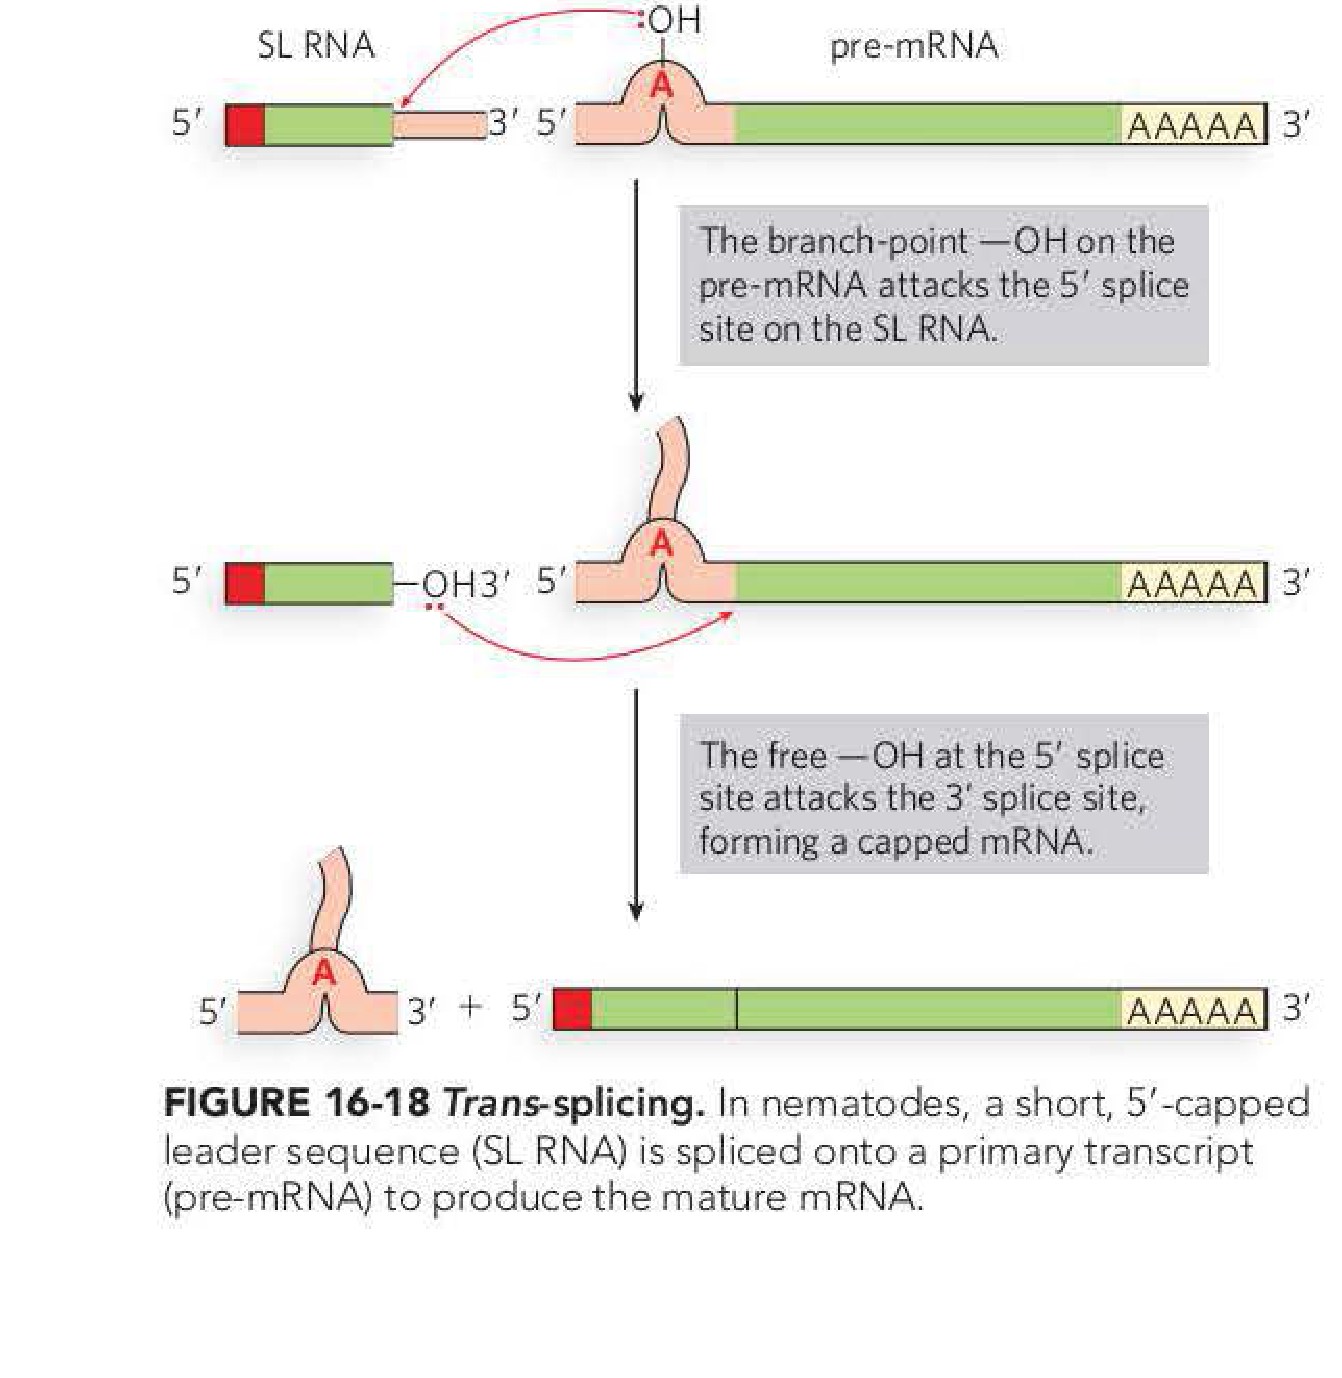 :OH
SL RNA
pre-mRNA
A
5′
3′
5′
AAAAA
3′
The branch-point —OH on the
pre-mRNA attacks the 5′ splice
site on the SL RNA.
A
5′
OH3′
5′
AAAAA
3′
The free —OH at the 5′ splice
site attacks the 3′ splice site,
forming a capped mRNA.
A
5′
3′
+
5′
AAAAA
3′
FIGURE 16-18 Trans-splicing. In nematodes, a short, 5′-capped
leader sequence (SL RNA) is spliced onto a primary transcript
(pre-mRNA) to produce the mature mRNA.